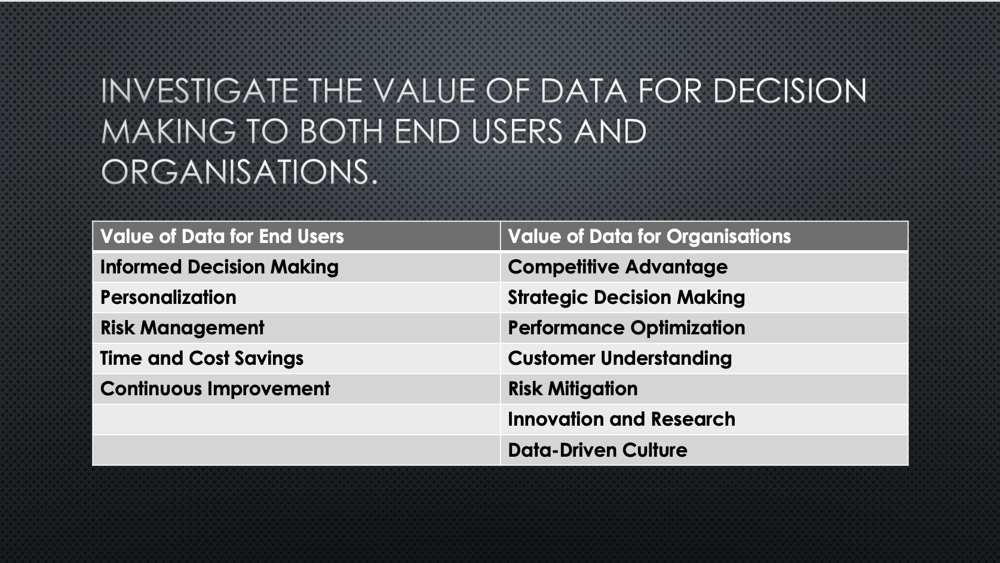 INVESTIGATE THE VALUE OF DATA FOR DECISION
MAKING TO BOTH END USERS AND
ORGANISATIONS.
Value of Data for End Users
Value of Data for Organisations
Informed Decision Making
Competitive Advantage
Personalization
Strategic Decision Making
Risk Management
Performance Optimization
Time and Cost Savings
Customer Understanding
Continuous Improvement
Risk Mitigation
Innovation and Research
Data-Driven Culture